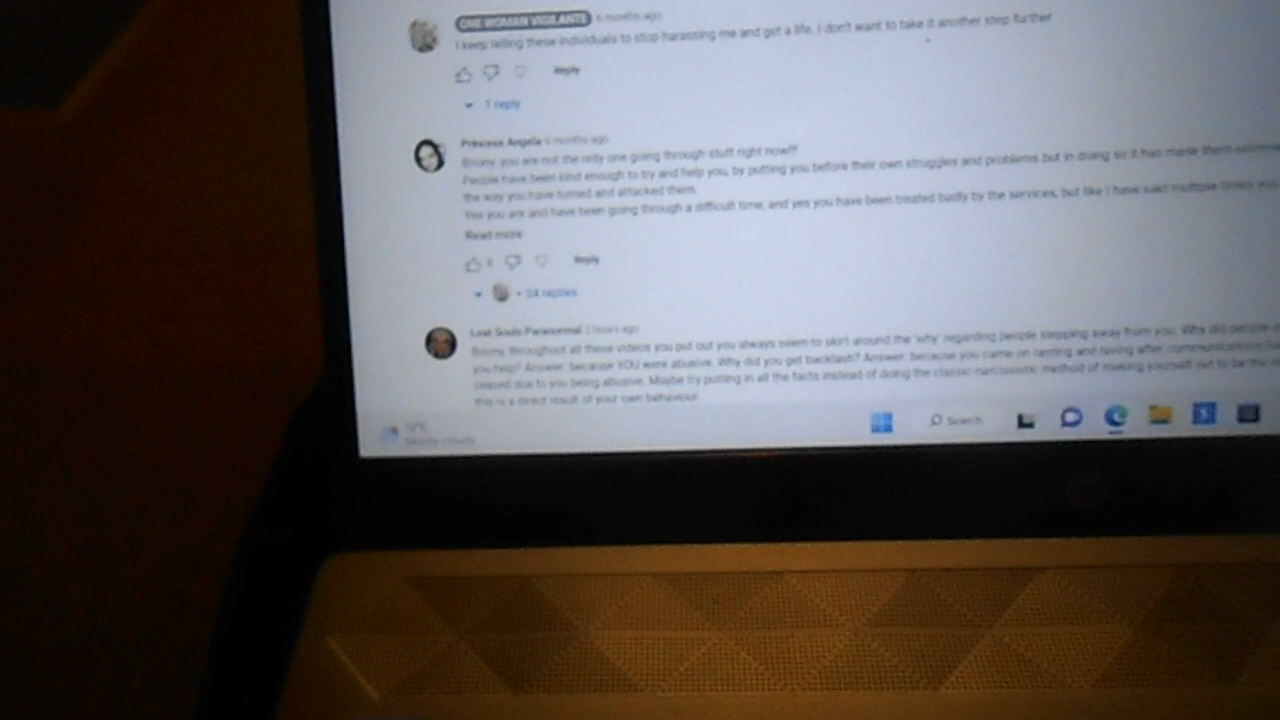 ONE WOMAN VIGILANTE 6 months ago
I keep telling these individuals to stop harassing me and get a life. I don't want to take it another step further
Reply
1 reply
Princess Angela 6 months ago
Briony, you are not the only one going through stuff right now!!!
People have been kind enough to try and help you, by putting you before their own struggles and problems but in doing so it has made them
the way you have turned and attacked them.
Yes you are and have been going through a difficult time, and yes you have been treated badly by the services, but like I have said multiple times
Read more
Reply
34 replies
Lost Souls Paranormal 2 hours ago
Briony, throughout all these videos you put out you always seem to skirt around the 'why' regarding people stepping away from you. Why did people
you help? Answer: because YOU were abusive. Why did you get backlash? Answer: because you came on ranting and raving after communications
ceased due to you being abusive. Maybe try putting in all the facts instead of doing the classic narcissistic method of making yourself out to be the
this is a direct result of your own behaviour
Search
Mostly cloudy